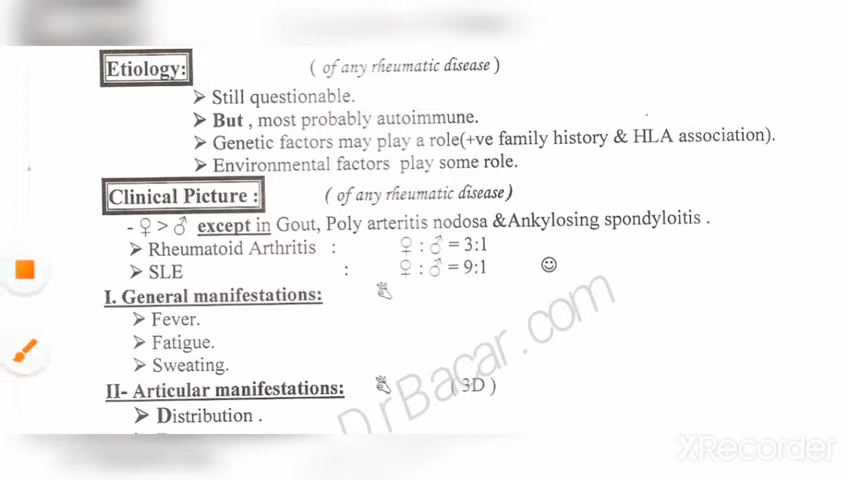 Etiology: ( of any rheumatic disease )
➢ Still questionable.
➢ But , most probably autoimmune.
➢ Genetic factors may play a role(+ve family history & HLA association).
➢ Environmental factors play some role.
Clinical Picture : ( of any rheumatic disease)
- ♀ > ♂ except in Gout, Poly arteritis nodosa &Ankylosing spondyloitis .
➢ Rheumatoid Arthritis : ♀ : ♂ = 3:1
➢ SLE : ♀ : ♂ = 9:1 ☺
I. General manifestations:
➢ Fever.
➢ Fatigue.
➢ Sweating.
II- Articular manifestations: ( 3D )
➢ Distribution .
DrBacar.com
XRecorder